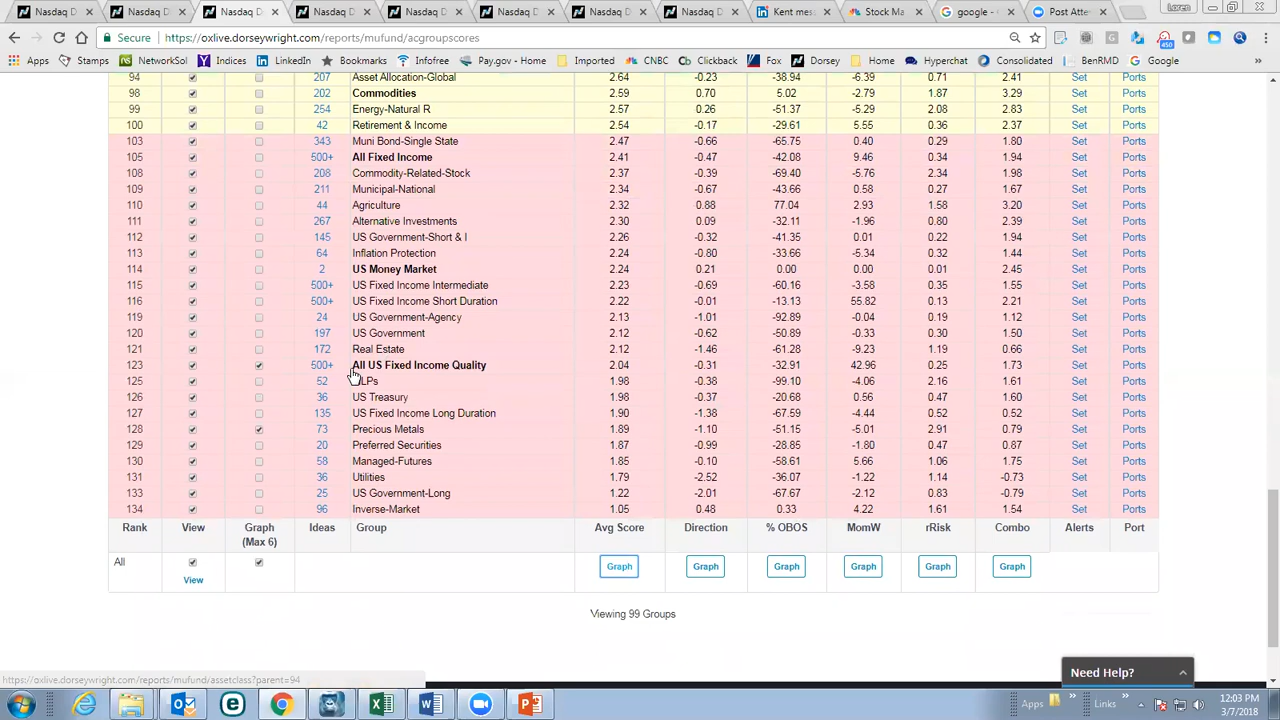 Nasdaq D Nasdaq D Nasdaq D Nasdaq D Nasdaq D Nasdaq D Nasdaq D Nasdaq D Kent mess Stock M google - Post Atte Loren
Secure https://oxlive.dorseywright.com/reports/mufund/acgroupscores 450
Apps Stamps NetworkSol Indices LinkedIn Bookmarks Infofree Pay.gov - Home Imported CNBC Clickback Fox Dorsey Home Hyperchat Consolidated BenRMD Google
94 207 Asset Allocation-Global 2.64 -0.23 -38.94 -6.39 0.71 2.41 Set Ports
98 202 Commodities 2.59 0.70 5.02 -2.79 1.87 3.29 Set Ports
99 254 Energy-Natural R 2.57 0.26 -51.37 -5.29 2.08 2.83 Set Ports
100 42 Retirement & Income 2.54 -0.17 -29.61 5.55 0.36 2.37 Set Ports
103 343 Muni Bond-Single State 2.47 -0.66 -65.75 0.40 0.29 1.80 Set Ports
105 500+ All Fixed Income 2.41 -0.47 -42.08 9.46 0.34 1.94 Set Ports
108 208 Commodity-Related-Stock 2.37 -0.39 -69.40 -5.76 2.34 1.98 Set Ports
109 211 Municipal-National 2.34 -0.67 -43.66 0.58 0.27 1.67 Set Ports
110 44 Agriculture 2.32 0.88 77.04 2.93 1.58 3.20 Set Ports
111 267 Alternative Investments 2.30 0.09 -32.11 -1.96 0.80 2.39 Set Ports
112 145 US Government-Short & I 2.26 -0.32 -41.35 0.01 0.22 1.94 Set Ports
113 64 Inflation Protection 2.24 -0.80 -33.66 -5.34 0.32 1.44 Set Ports
114 2 US Money Market 2.24 0.21 0.00 0.00 0.01 2.45 Set Ports
115 500+ US Fixed Income Intermediate 2.23 -0.69 -60.16 -3.58 0.35 1.55 Set Ports
116 500+ US Fixed Income Short Duration 2.22 -0.01 -13.13 55.82 0.13 2.21 Set Ports
119 24 US Government-Agency 2.13 -1.01 -92.89 -0.04 0.19 1.12 Set Ports
120 197 US Government 2.12 -0.62 -50.89 -0.33 0.30 1.50 Set Ports
121 172 Real Estate 2.12 -1.46 -61.28 -9.23 1.19 0.66 Set Ports
123 500+ All US Fixed Income Quality 2.04 -0.31 -32.91 42.96 0.25 1.73 Set Ports
125 52 LPs 1.98 -0.38 -99.10 -4.06 2.16 1.61 Set Ports
126 36 US Treasury 1.98 -0.37 -20.68 0.56 0.47 1.60 Set Ports
127 135 US Fixed Income Long Duration 1.90 -1.38 -67.59 -4.44 0.52 0.52 Set Ports
128 73 Precious Metals 1.89 -1.10 -51.15 -5.01 2.91 0.79 Set Ports
129 20 Preferred Securities 1.87 -0.99 -28.85 -1.80 0.47 0.87 Set Ports
130 58 Managed-Futures 1.85 -0.10 -58.61 5.66 1.06 1.75 Set Ports
131 36 Utilities 1.79 -2.52 -36.07 -1.22 1.14 -0.73 Set Ports
133 25 US Government-Long 1.22 -2.01 -67.67 -2.12 0.83 -0.79 Set Ports
134 96 Inverse-Market 1.05 0.48 0.33 4.22 1.61 1.54 Set Ports
Rank View Graph Ideas Group Avg Score Direction % OBOS MomW rRisk Combo Alerts Port
(Max 6)
All Graph Graph Graph Graph Graph Graph
View
Viewing 99 Groups
Need Help?
https://oxlive.dorseywright.com/reports/mufund/assetclass?parent=94
Apps Links 12:03 PM
3/7/2018